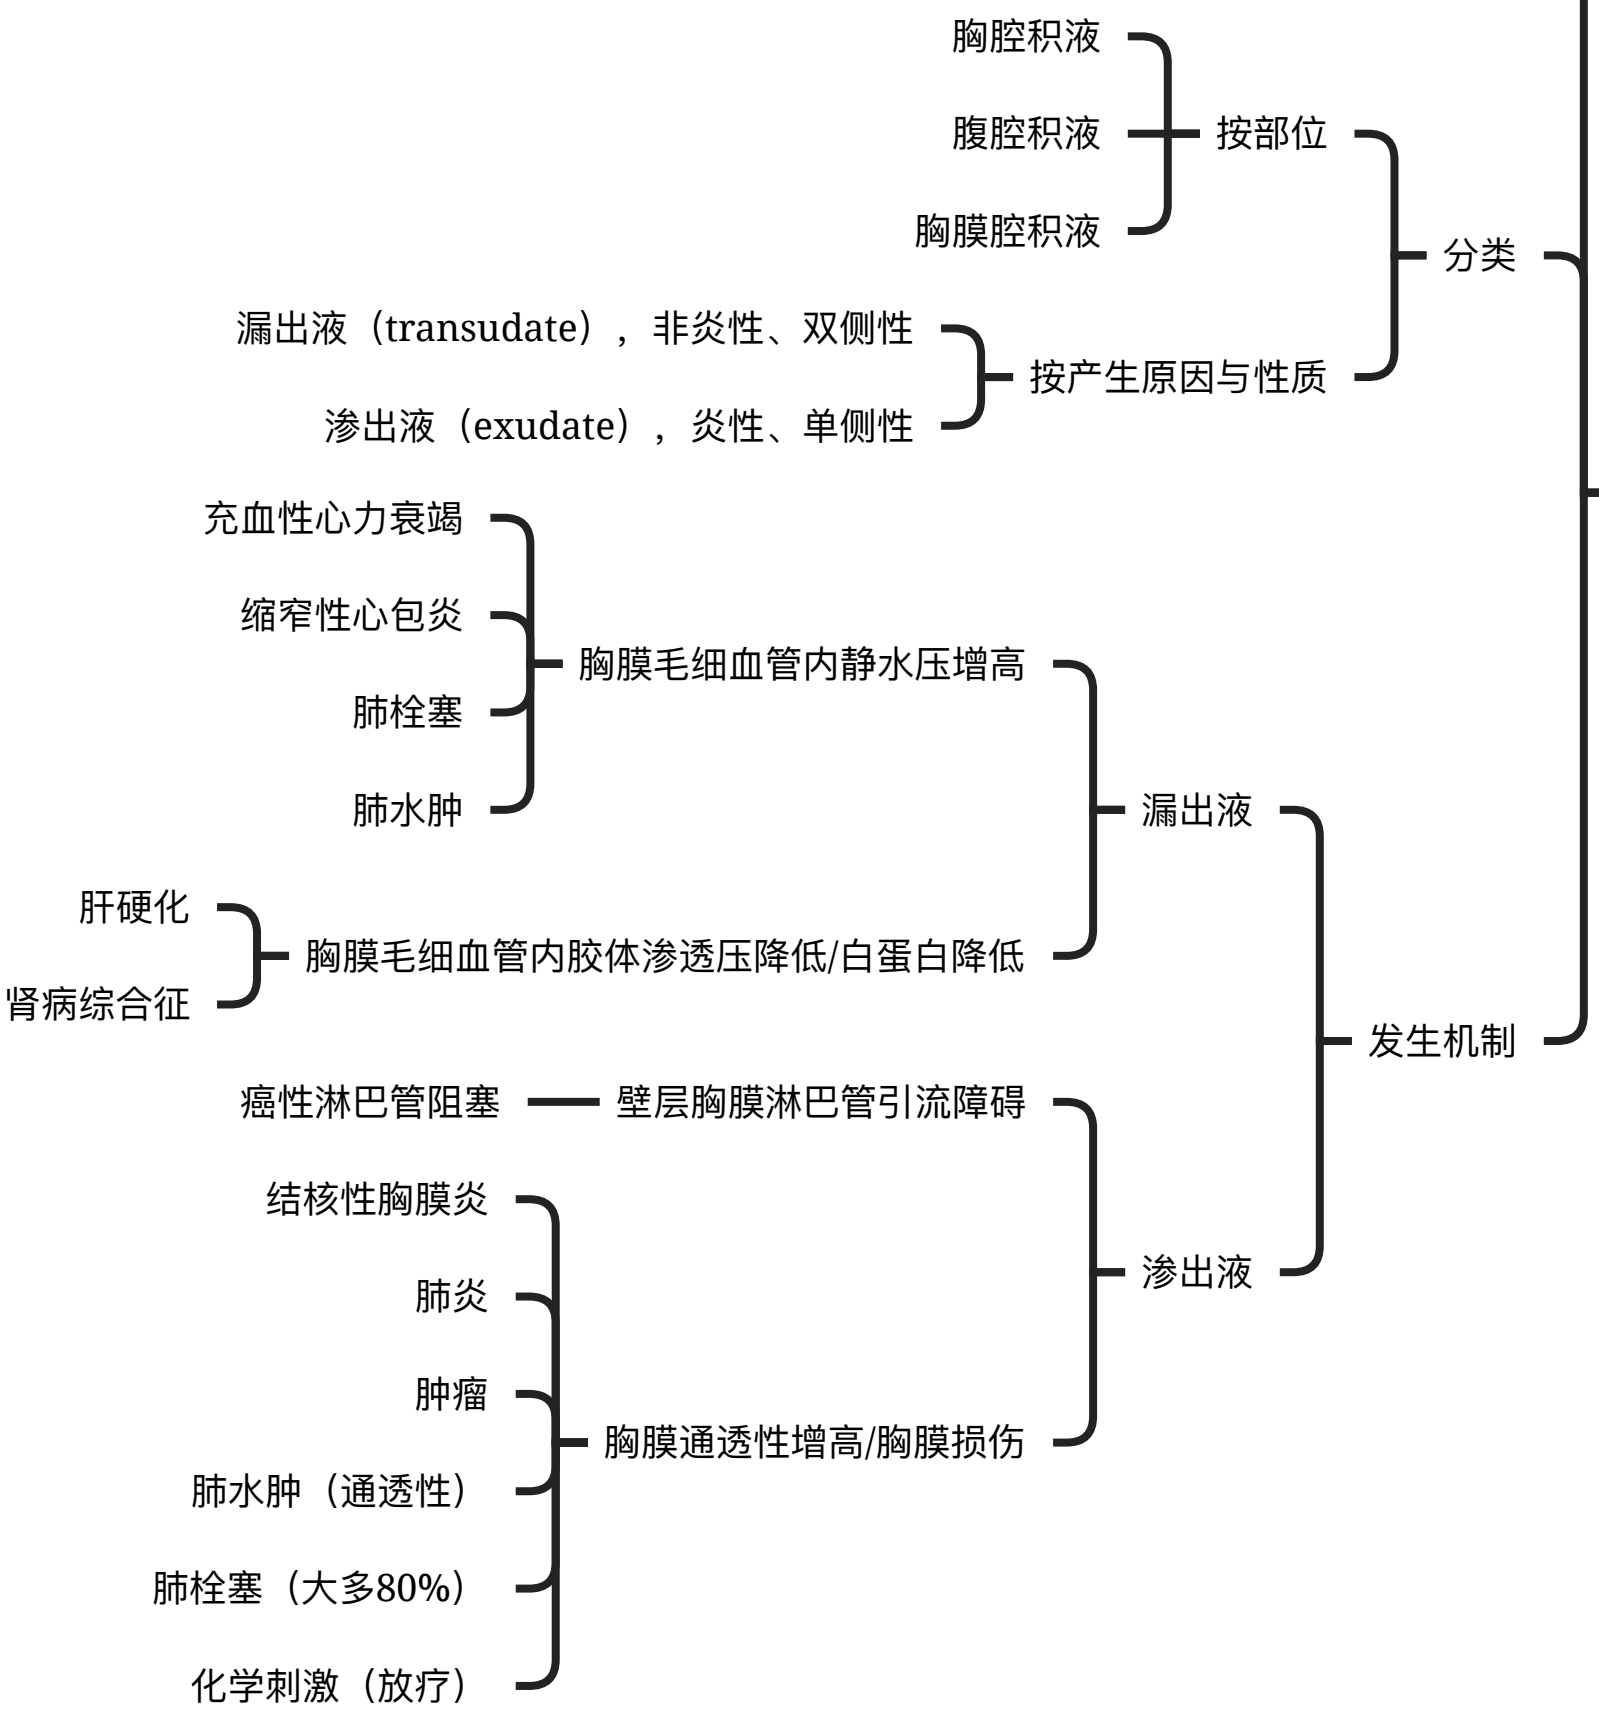 胸腔积液
腹腔积液
按部位
胸膜腔积液
分类
漏出液（transudate），非炎性、双侧性
按产生原因与性质
渗出液（exudate），炎性、单侧性
充血性心力衰竭
缩窄性心包炎
胸膜毛细血管内静水压增高
肺栓塞
肺水肿
漏出液
肝硬化
胸膜毛细血管内胶体渗透压降低/白蛋白降低
肾病综合征
发生机制
癌性淋巴管阻塞
壁层胸膜淋巴管引流障碍
结核性胸膜炎
渗出液
肺炎
肿瘤
胸膜通透性增高/胸膜损伤
肺水肿（通透性）
肺栓塞（大多80%）
化学刺激（放疗）